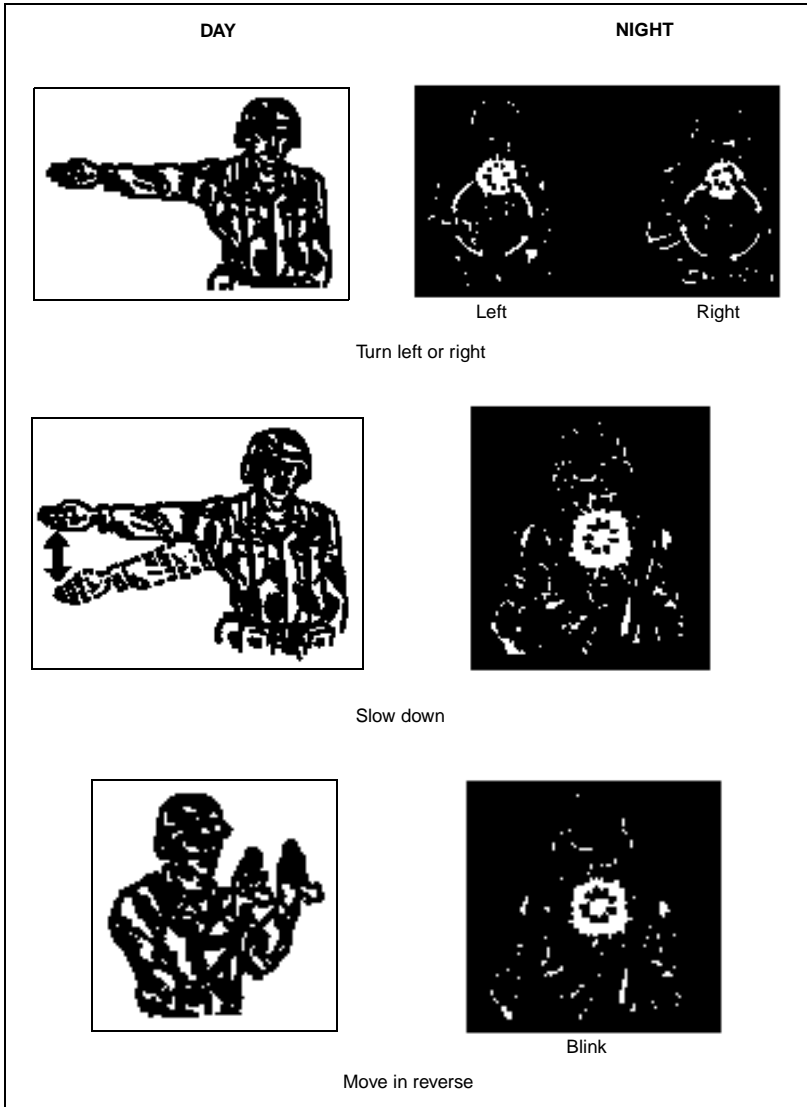 DAY NIGHT
Left Right
Turn left or right
Slow down
Blink
Move in reverse